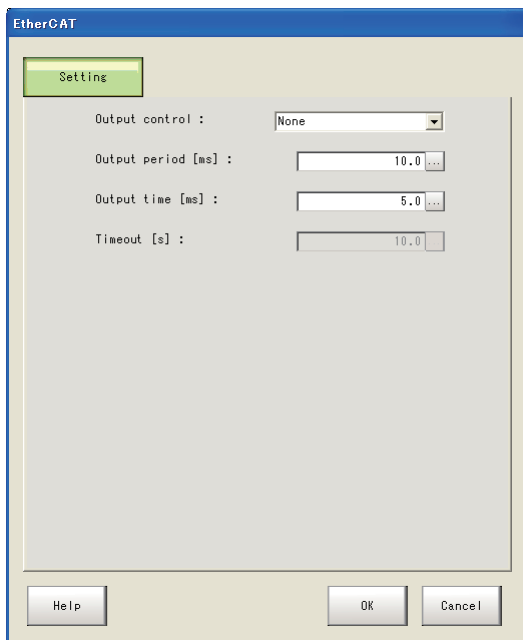 EtherCAT
Setting
Output control : None
Output period [ms] : 10.0 ...
Output time [ms] : 5.0 ...
Timeout [s] : 10.0
Help OK Cancel